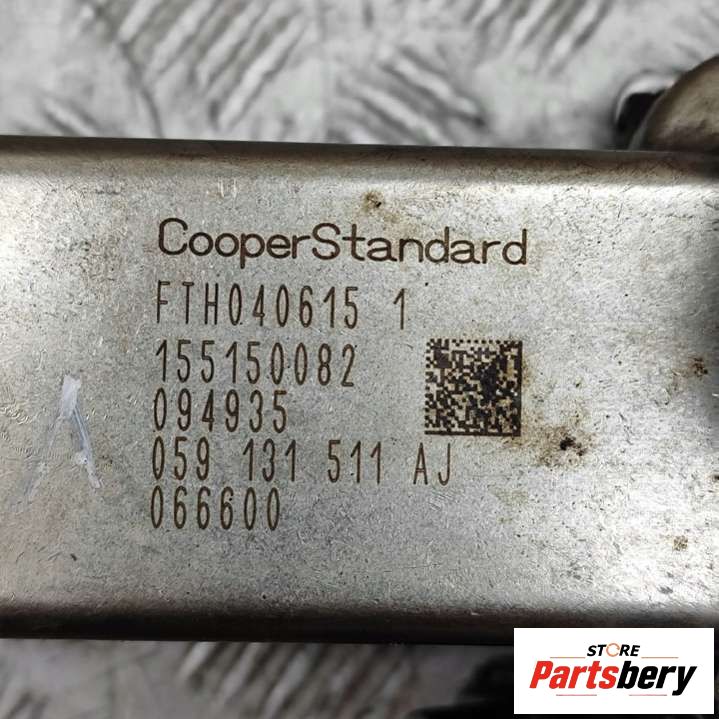 CooperStandard
FTH040615 1
155150082
094935
059 131 511 AJ
066600
STORE
Partsbery